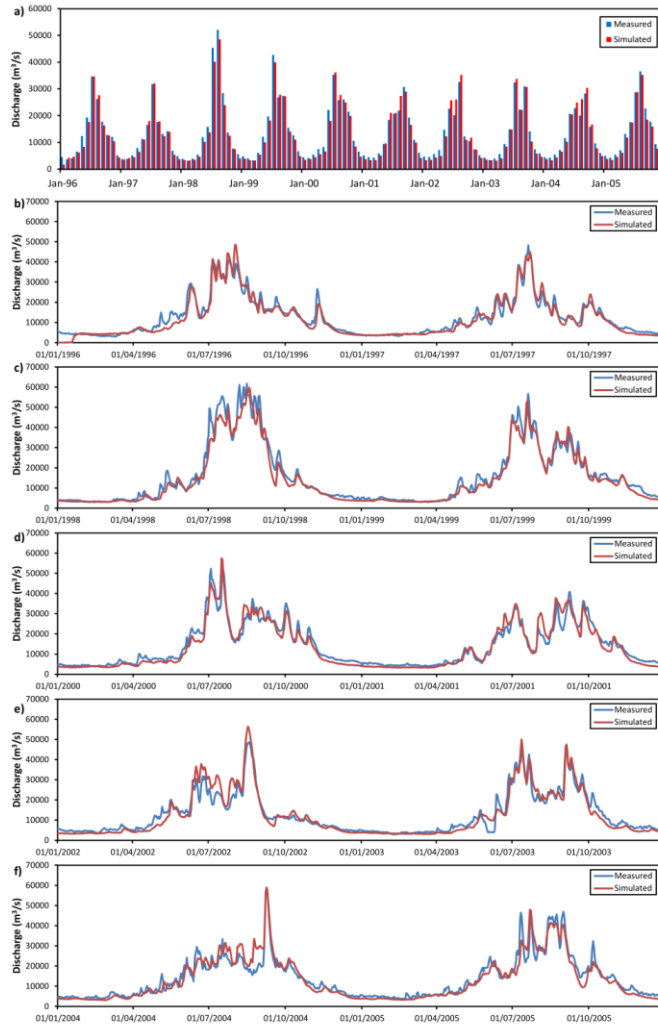 a)
Discharge (m³/s)
60000
50000
40000
30000
20000
10000
0
Measured
Simulated
Jan-96 Jan-97 Jan-98 Jan-99 Jan-00 Jan-01 Jan-02 Jan-03 Jan-04 Jan-05
b)
Discharge (m³/s)
70000
60000
50000
40000
30000
20000
10000
0
Measured
Simulated
01/01/1996 01/04/1996 01/07/1996 01/10/1996 01/01/1997 01/04/1997 01/07/1997 01/10/1997
c)
Discharge (m³/s)
70000
60000
50000
40000
30000
20000
10000
0
Measured
Simulated
01/01/1998 01/04/1998 01/07/1998 01/10/1998 01/01/1999 01/04/1999 01/07/1999 01/10/1999
d)
Discharge (m³/s)
70000
60000
50000
40000
30000
20000
10000
0
Measured
Simulated
01/01/2000 01/04/2000 01/07/2000 01/10/2000 01/01/2001 01/04/2001 01/07/2001 01/10/2001
e)
Discharge (m³/s)
70000
60000
50000
40000
30000
20000
10000
0
Measured
Simulated
01/01/2002 01/04/2002 01/07/2002 01/10/2002 01/01/2003 01/04/2003 01/07/2003 01/10/2003
f)
Discharge (m³/s)
70000
60000
50000
40000
30000
20000
10000
0
Measured
Simulated
01/01/2004 01/04/2004 01/07/2004 01/10/2004 01/01/2005 01/04/2005 01/07/2005 01/10/2005